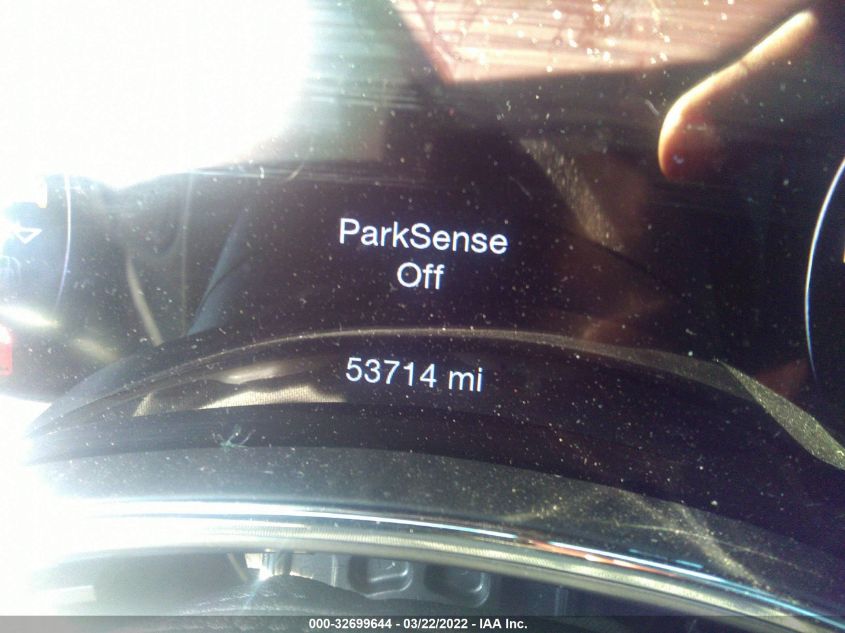 ParkSense
Off
53714 mi
000-32699644 - 03/22/2022 - IAA Inc.